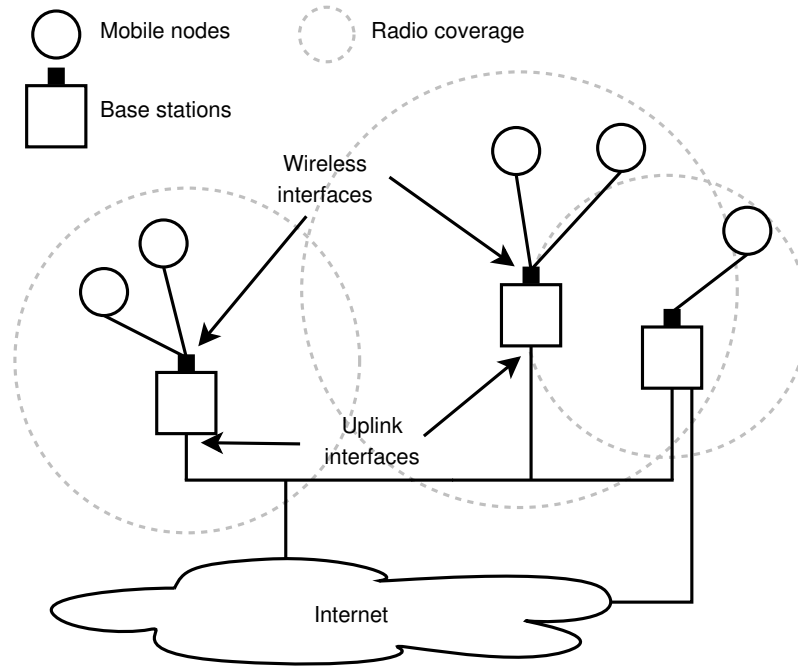 Mobile nodes
Radio coverage
Base stations
Wireless
interfaces
Uplink
interfaces
Internet